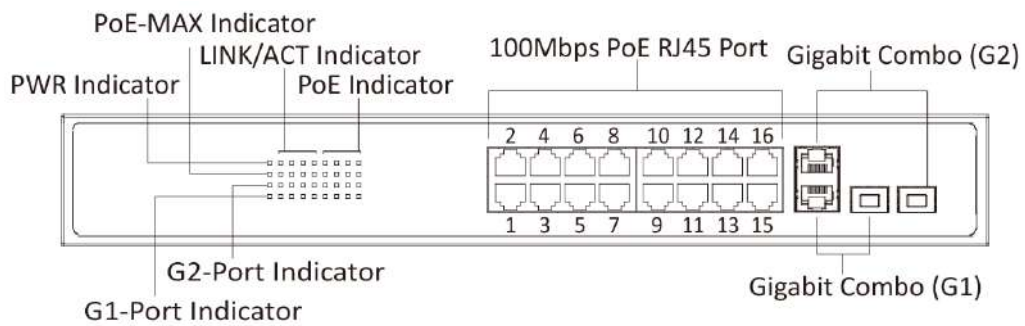 PoE-MAX Indicator
LINK/ACT Indicator
100Mbps PoE RJ45 Port
Gigabit Combo (G2)
PWR Indicator
PoE Indicator
2 4 6 8 10 12 14 16
1 3 5 7 9 11 13 15
G2-Port Indicator
Gigabit Combo (G1)
G1-Port Indicator